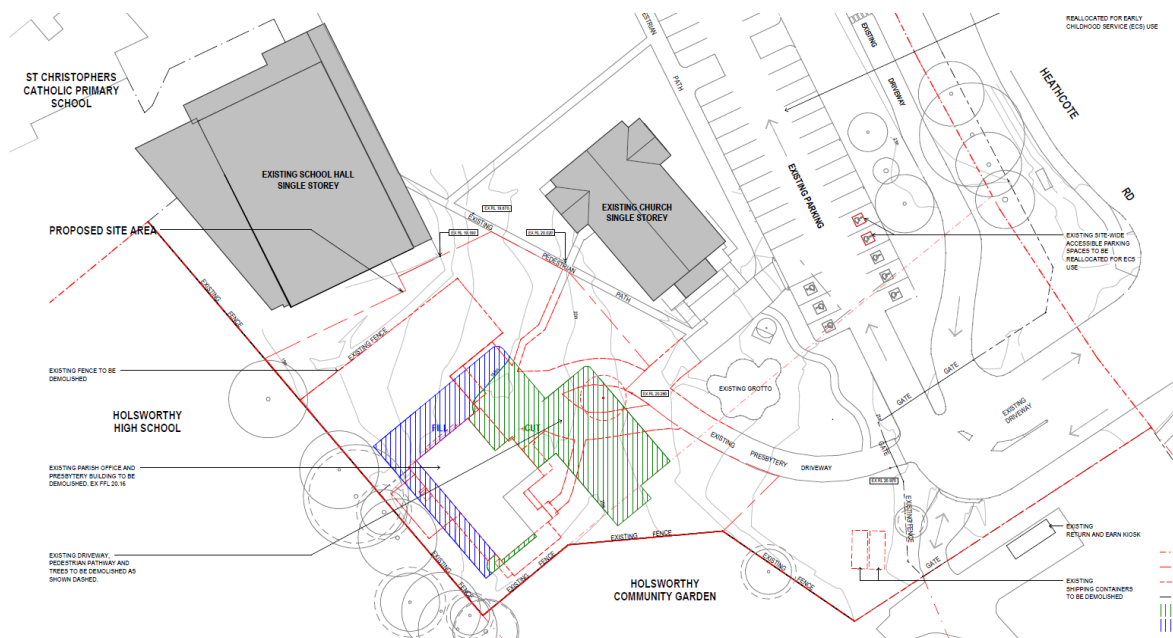 REALLOCATED FOR EARLY
CHILDHOOD SERVICE (ECS) USE
ST CHRISTOPHERS
CATHOLIC PRIMARY
SCHOOL
PATH
EXISTING
DRIVEWAY
HEATHCOTE
RD
EXISTING SCHOOL HALL
SINGLE STOREY
EXISTING CHURCH
SINGLE STOREY
EXISTING PARKING
PROPOSED SITE AREA
EXISTING
PEDESTRIAN
PATH
EXISTING SITE-WIDE
ACCESSIBLE PARKING
SPACES TO BE
REALLOCATED FOR ECS
USE
EXISTING
FENCE
EXISTING FENCE
EXISTING FENCE TO BE
DEMOLISHED
EXISTING GROTTO
GATE
GATE
EXISTING
DRIVEWAY
HOLSWORTHY
HIGH SCHOOL
FILL
CUT
EXISTING
PRESBYTERY
DRIVEWAY
GATE
EXISTING PARISH OFFICE AND
PRESBYTERY BUILDING TO BE
DEMOLISHED. EX FFL 20.16
EXISTING FENCE
EXISTING
RETURN AND EARN KIOSK
EXISTING DRIVEWAY,
PEDESTRIAN PATHWAY AND
TREES TO BE DEMOLISHED AS
SHOWN DASHED.
EXISTING
FENCE
EXISTING
FENCE
EXISTING
FENCE
EXISTING
FENCE
GATE
HOLSWORTHY
COMMUNITY GARDEN
EXISTING
SHIPPING CONTAINERS
TO BE DEMOLISHED